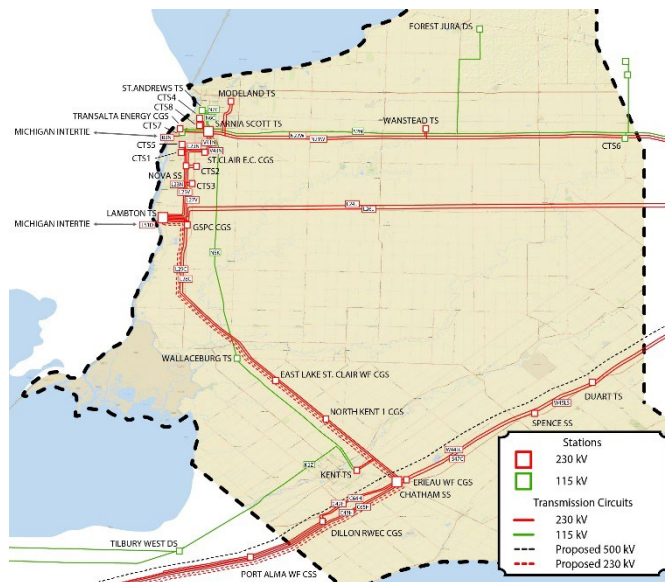 FOREST JURA DS
ST.ANDREWS TS
MODELAND TS
CTS4
CTS8
TRANSALTA ENERGY CGS
SARNIA SCOTT TS
CTS7
WANSTEAD TS
MICHIGAN INTERTIE
CTS6
CTS5
CTS1
ST.CLAIR E.C. CGS
CTS2
NOVA SS
CTS3
LAMBTON TS
MICHIGAN INTERTIE
GSPC CGS
WALLACEBURG TS
EAST LAKE ST. CLAIR WF CGS
DUART TS
NORTH KENT 1 CGS
SPENCE SS
KENT TS
ERIEAU WF CGS
CHATHAM SS
DILLON RWEC CGS
TILBURY WEST DS
PORT ALMA WF CSS
Stations
230 kV
115 kV
Transmission Circuits
230 kV
115 kV
Proposed 500 kV
Proposed 230 kV